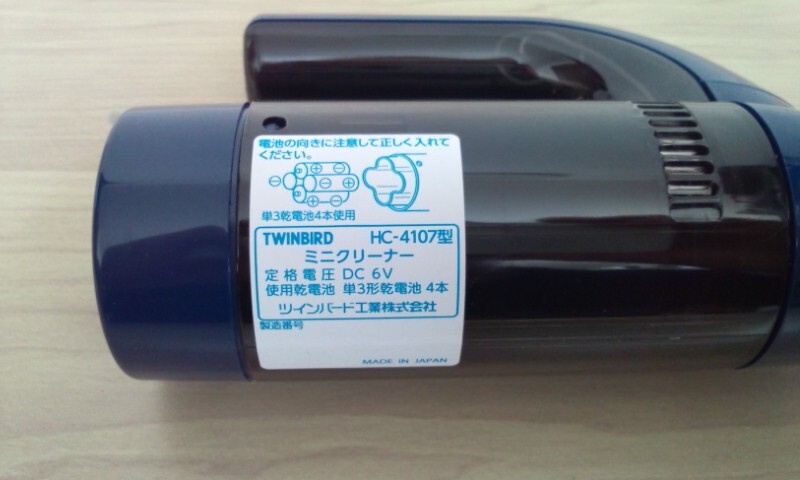 電池の向きに注意して正しく入れて
ください。
単3乾電池4本使用
TWINBIRD HC-4107型
ミニクリーナー
定格電圧 DC 6V
使用乾電池 単3形乾電池 4本
ツインバード工業株式会社
製造番号
MADE IN JAPAN